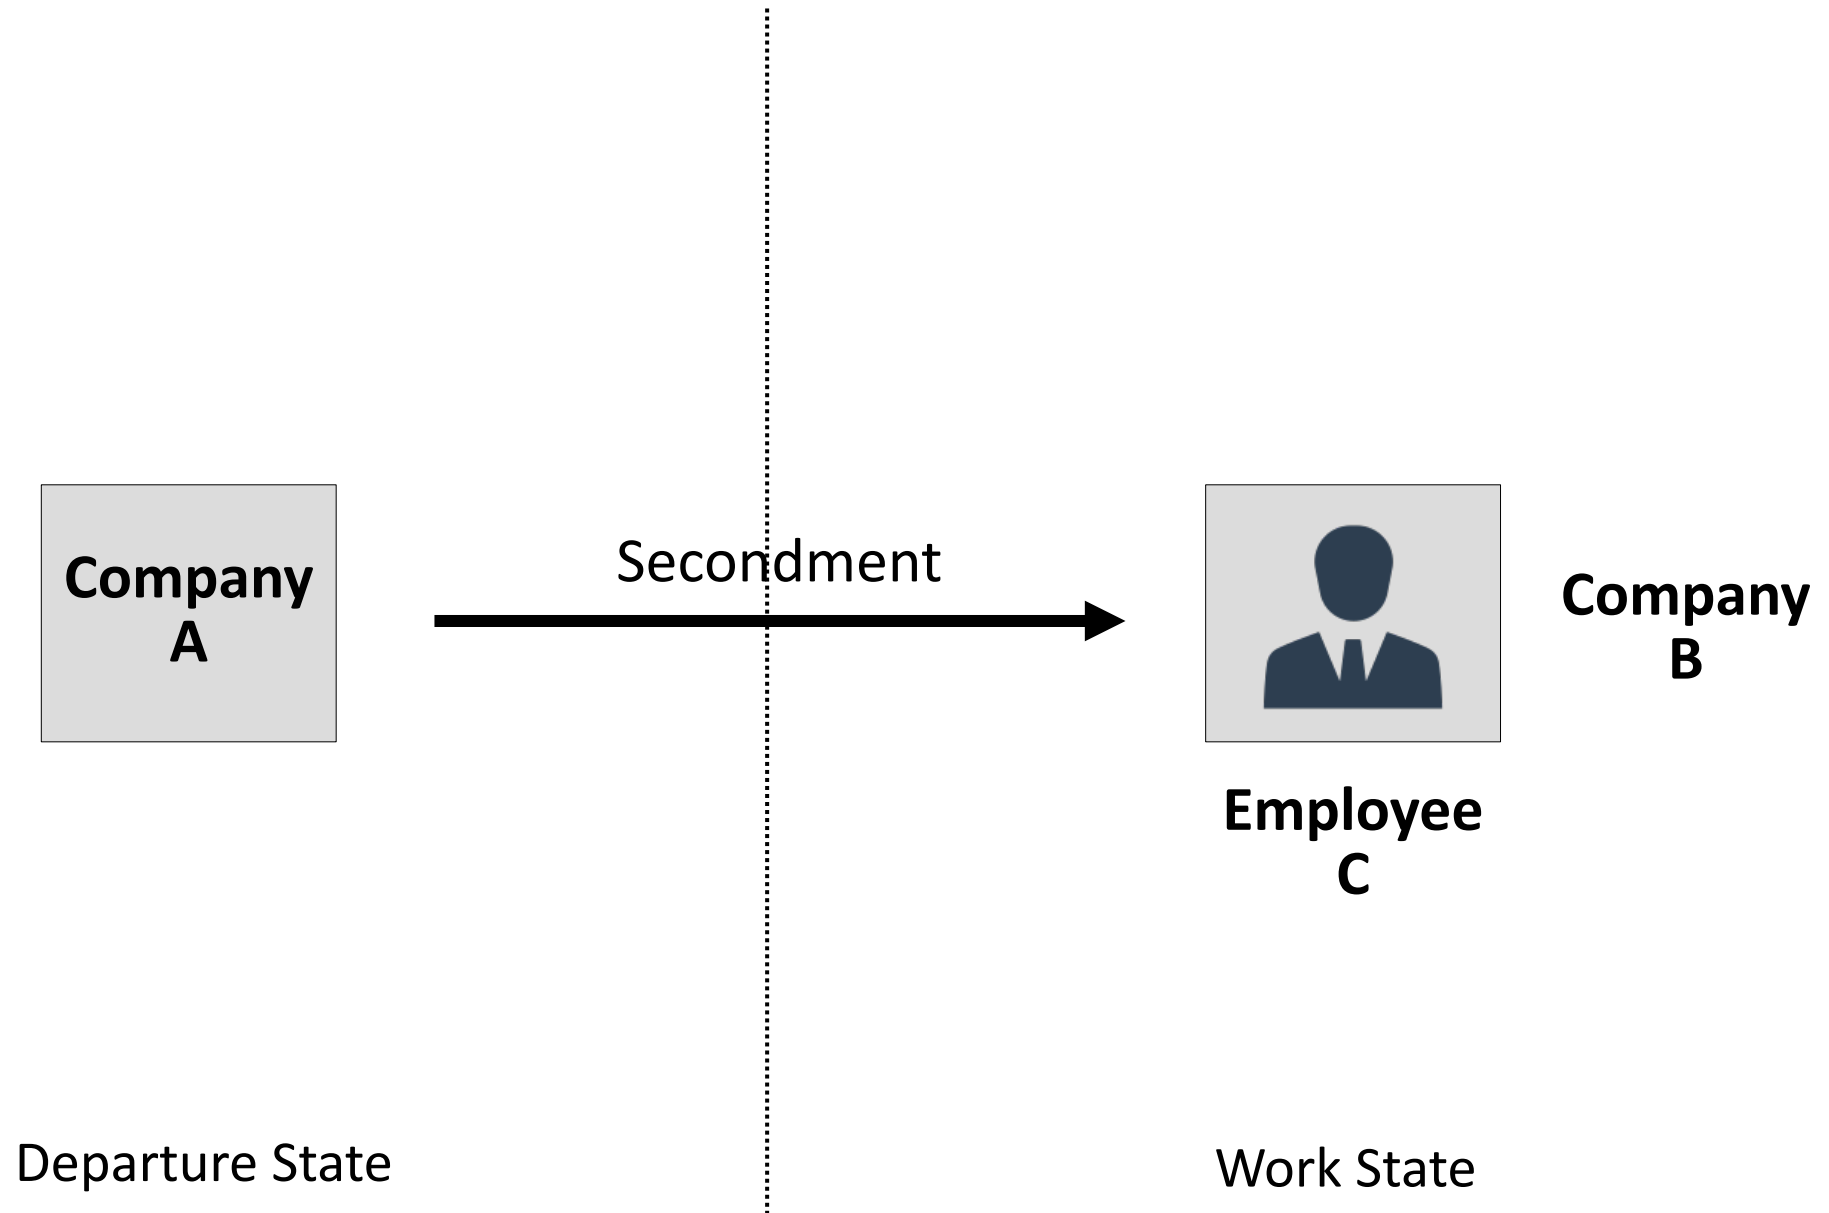 Company
A
Secondment
Company
B
Employee
C
Departure State
Work State